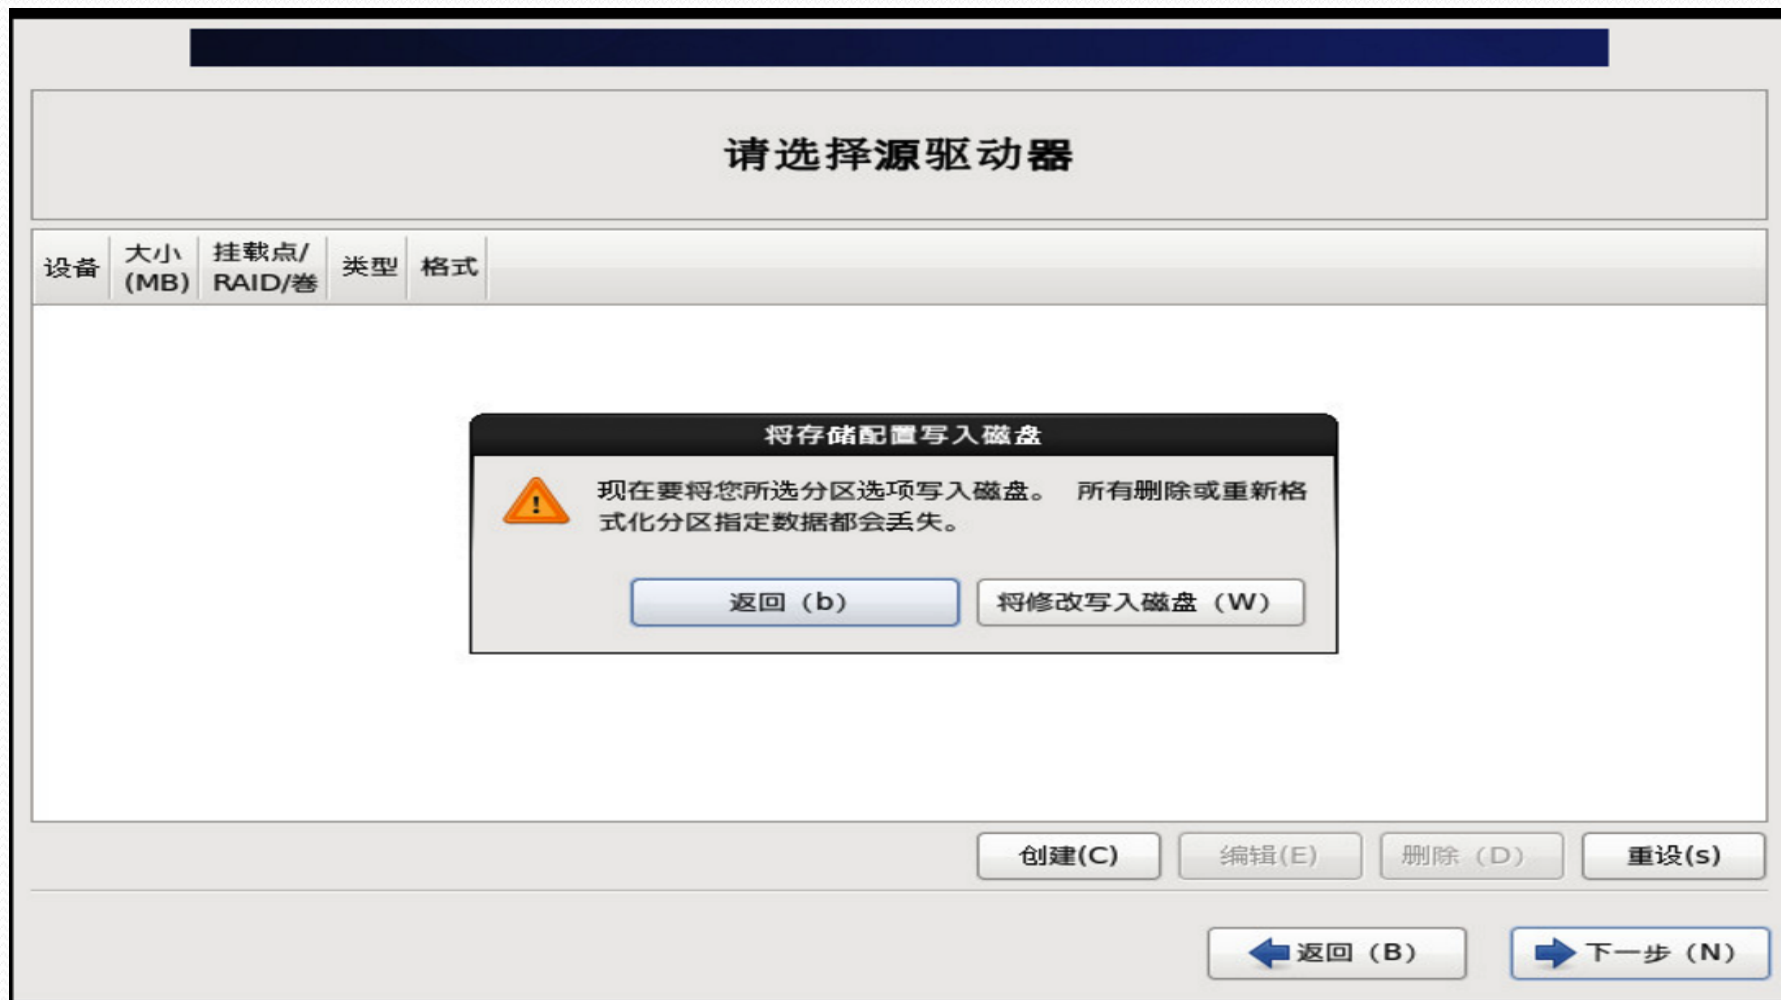 请选择源驱动器
设备 大小(MB) 挂载点/RAID/卷 类型 格式
将存储配置写入磁盘
现在要将您所选分区选项写入磁盘。 所有删除或重新格
式化分区指定数据都会丢失。
返回（b） 将修改写入磁盘（W）
创建(C) 编辑(E) 删除（D） 重设(s)
返回（B） 下一步（N）